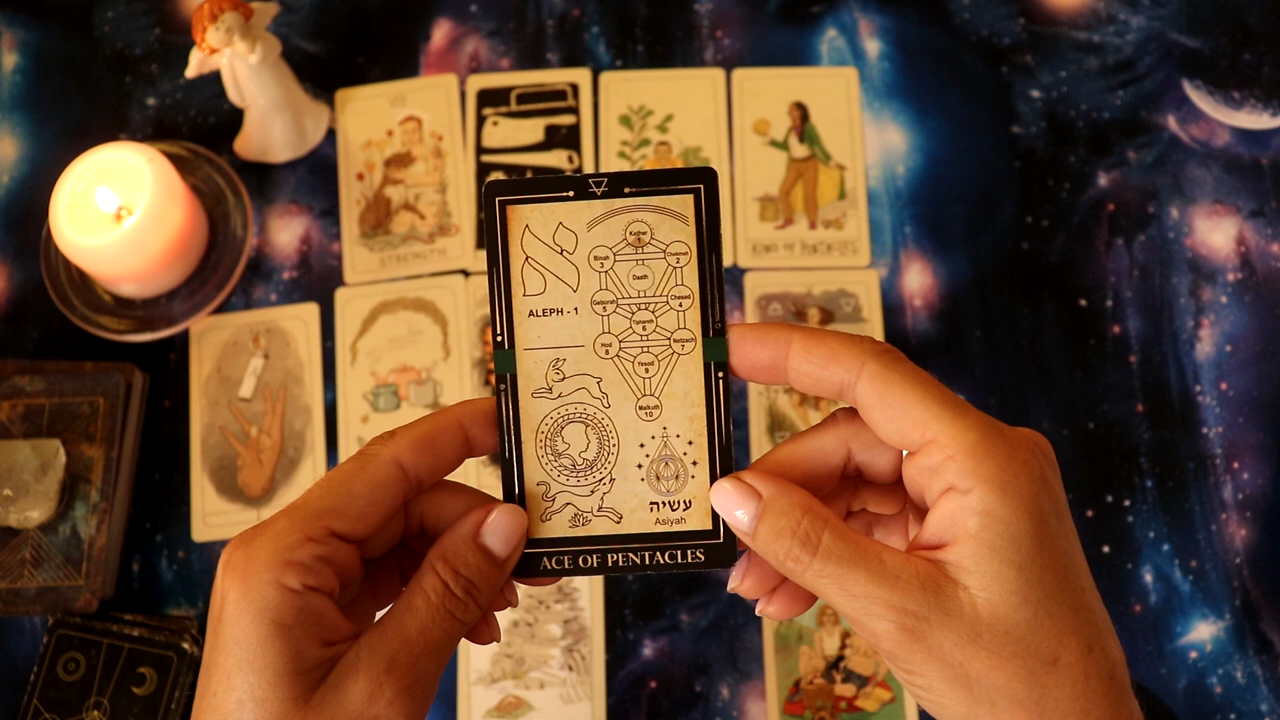 STRENGTH
KING OF PENTACLES
א
ALEPH - 1
Kether
1
Binah
3
Chokmah
2
Daath
Geburah
5
Chesed
4
Tiphareth
6
Hod
8
Netzach
7
Yesod
9
Malkuth
10
עשיה
Asiyah
ACE OF PENTACLES